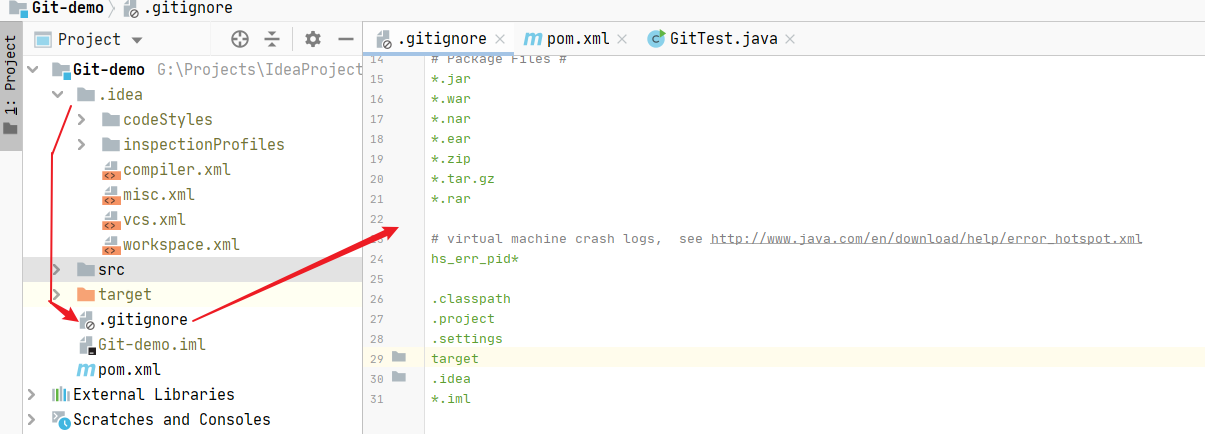 Git-demo .gitignore
1: Project
Project
Git-demo G:\Projects\IdeaProject
.idea
codeStyles
inspectionProfiles
compiler.xml
misc.xml
vcs.xml
workspace.xml
src
target
.gitignore
Git-demo.iml
pom.xml
External Libraries
Scratches and Consoles
.gitignore pom.xml GitTest.java
14 # Package Files #
15 *.jar
16 *.war
17 *.nar
18 *.ear
19 *.zip
20 *.tar.gz
21 *.rar
22
# virtual machine crash logs, see http://www.java.com/en/download/help/error_hotspot.xml
24 hs_err_pid*
25
26 .classpath
27 .project
28 .settings
29 target
30 .idea
31 *.iml